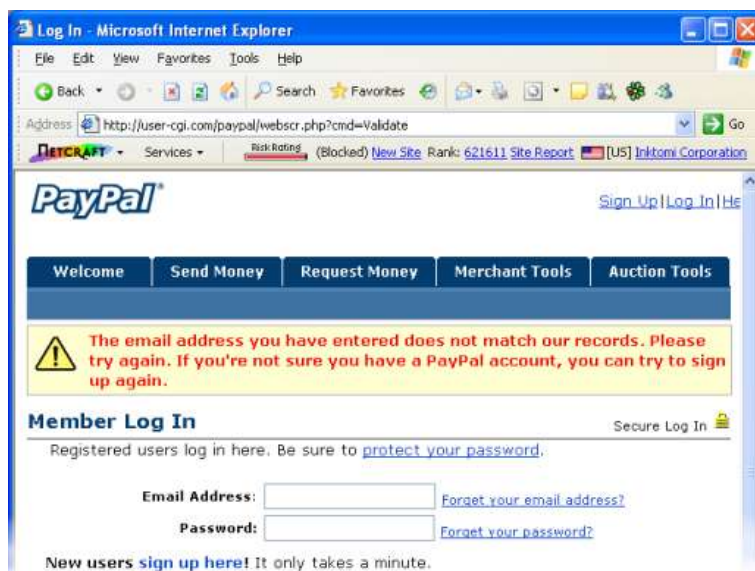 Log In - Microsoft Internet Explorer
File Edit View Favorites Tools Help
Back Search Favorites
Address http://user-cgi.com/paypal/webscr.php?cmd=Validate Go
NETCRAFT Services Risk Rating (Blocked) New Site Rank: 621611 Site Report [US] Inktomi Corporation
PayPal
Sign Up | Log In | He
Welcome Send Money Request Money Merchant Tools Auction Tools
The email address you have entered does not match our records. Please
try again. If you're not sure you have a PayPal account, you can try to sign
up again.
Member Log In Secure Log In
Registered users log in here. Be sure to protect your password.
Email Address: Forget your email address?
Password: Forget your password?
New users sign up here! It only takes a minute.